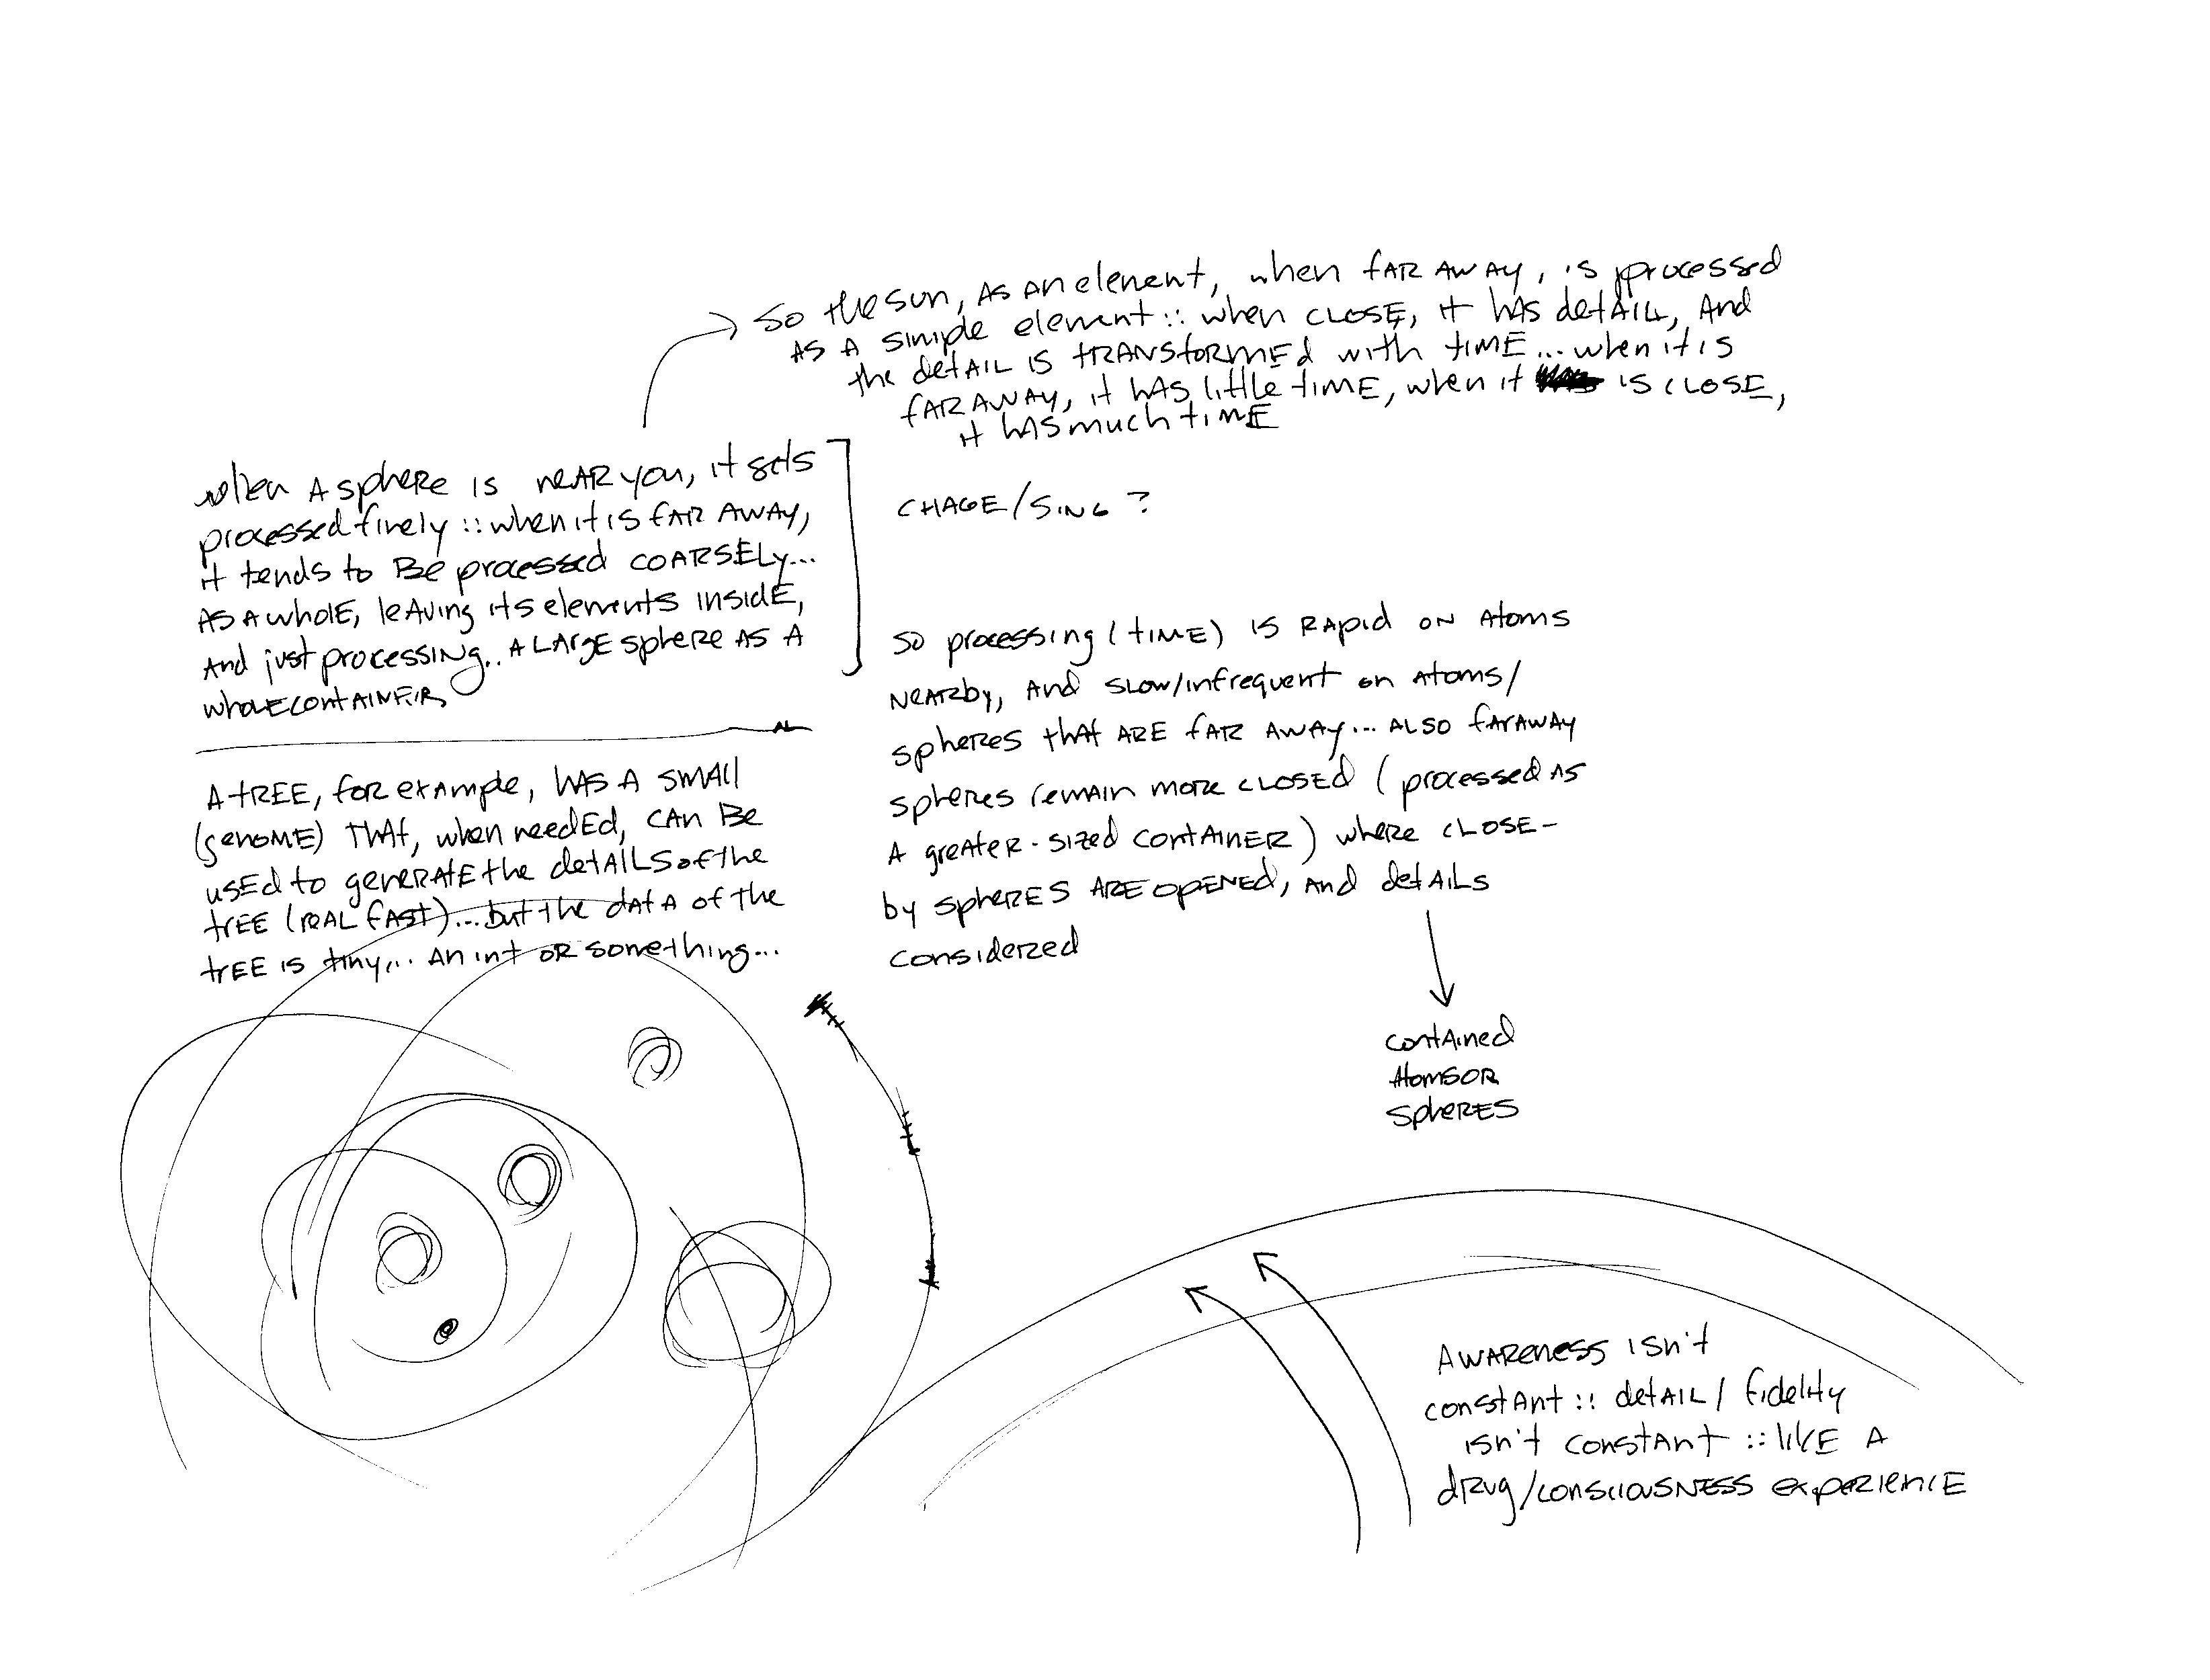 when A sphere is near you, it gets
processed finely :: when it is far away,
it tends to be processed coarsely...
as a whole, leaving its elements inside,
and just processing.. a large sphere as a
whole container
So the sun, as an element, when far away, is processed
as a simple element :: when close, it has detail, and
the detail is transformed with time... when it is
far away, it has little time, when it is close,
it has much time
CHAGE/SING ?
A tree, for example, has a small
(genome) that, when needed, can be
used to generate the details of the
tree (real fast)... but the data of the
tree is tiny... an int or something...
so processing (time) is rapid on atoms
nearby, and slow/infrequent on atoms/
spheres that are far away... also faraway
spheres remain more closed (processed as
a greater-sized container) where close-
by spheres are opened, and details
considered
contained
atoms or
spheres
Awareness isn't
constant :: detail/fidelity
isn't constant :: like a
drug/consciousness experience